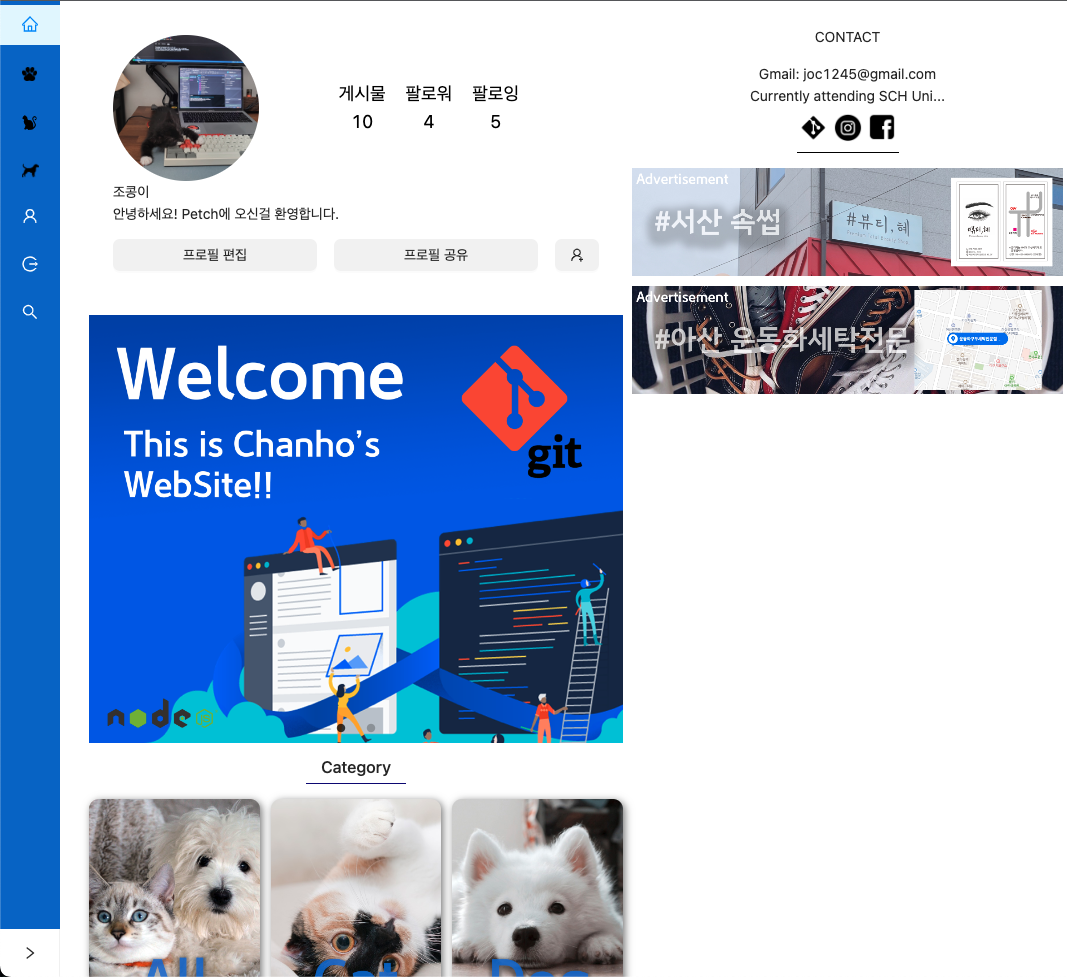 게시물 팔로워 팔로잉
10 4 5
조콩이
안녕하세요! Petch에 오신걸 환영합니다.
프로필 편집 프로필 공유
Welcome
This is Chanho's
WebSite!!
git
node
Category
All Cat Dog
CONTACT
Gmail: joc1245@gmail.com
Currently attending SCH Uni...
Advertisement
#서산 속썹
#뷰티,혜
Advertisement
#아산 운동화세탁전문